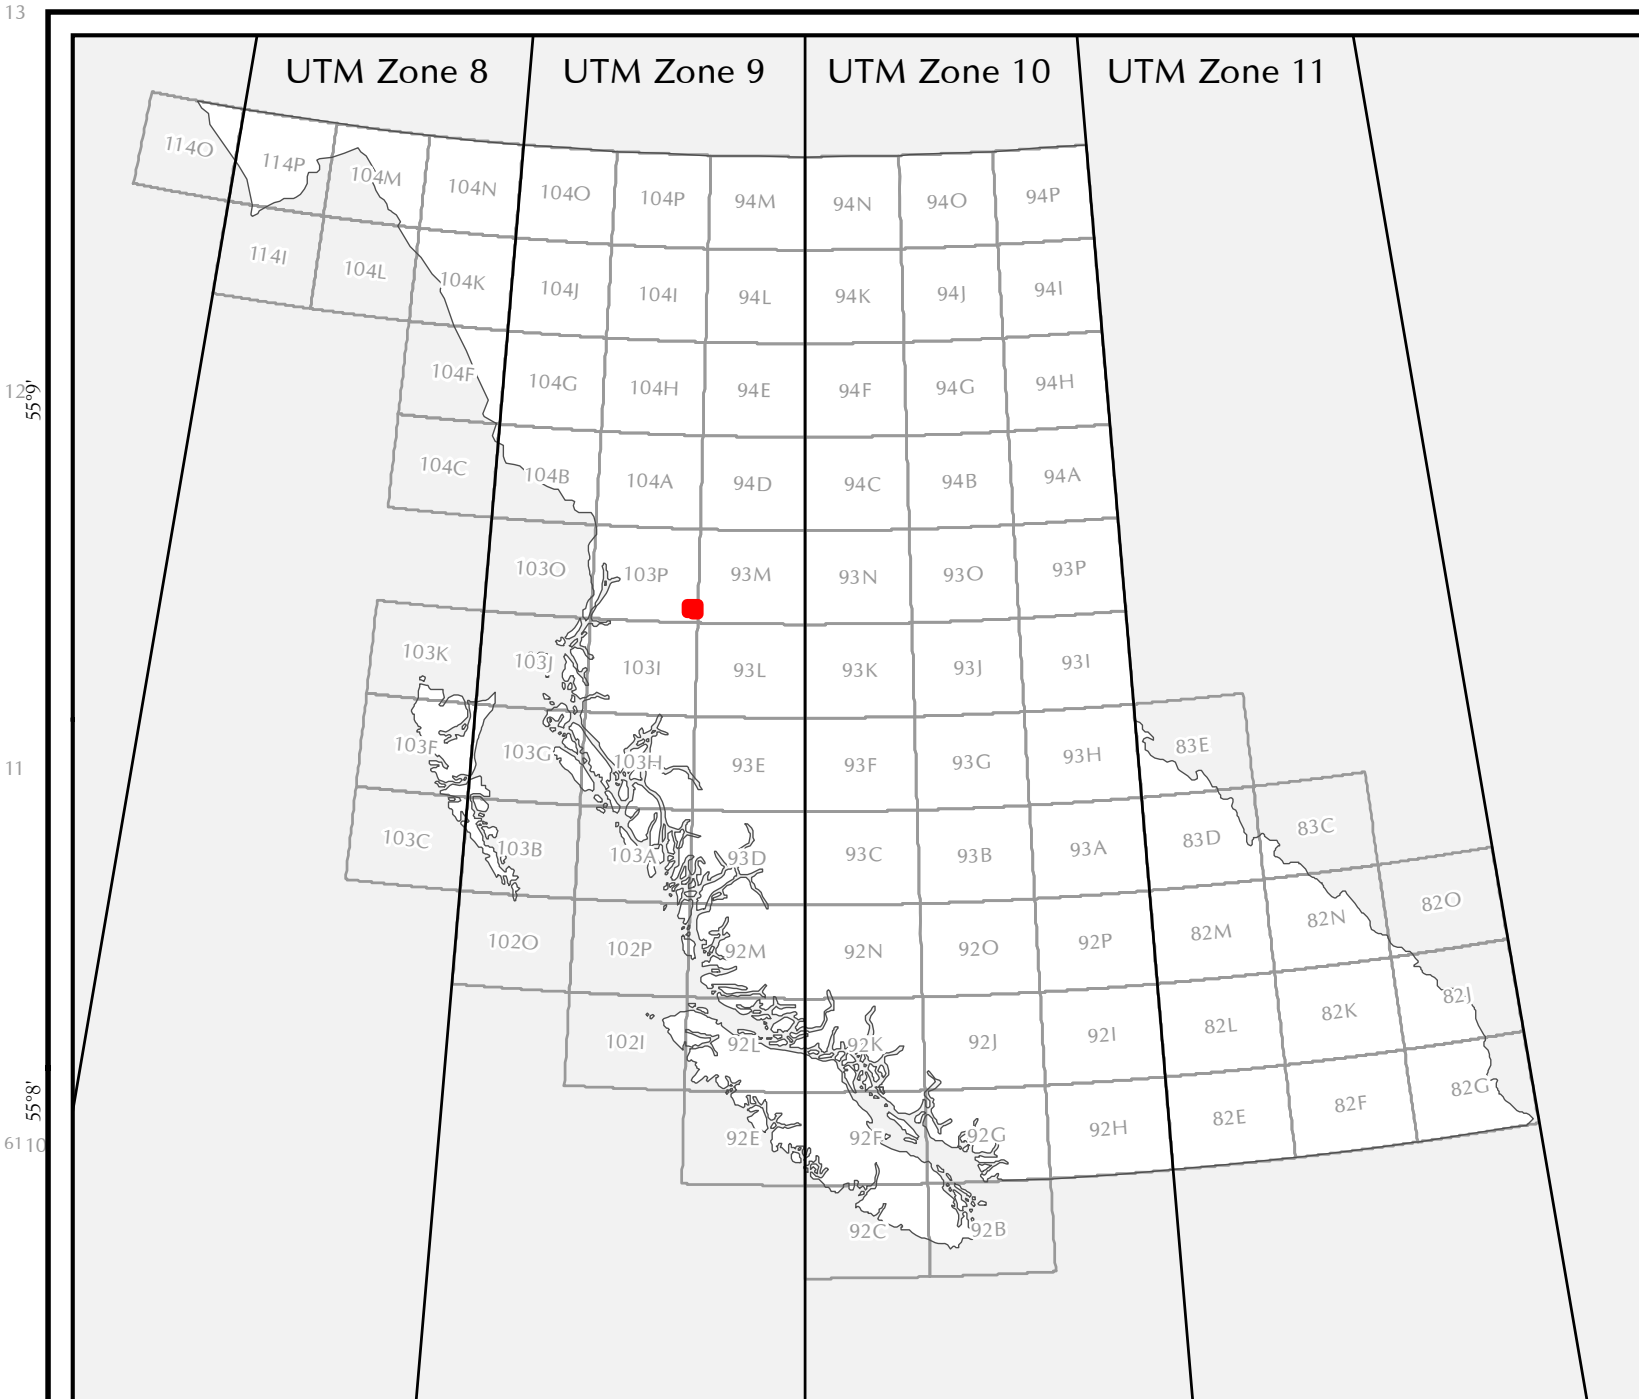 13
UTM Zone 8 UTM Zone 9 UTM Zone 10 UTM Zone 11
114O 114P 104M 104N 104O 104P 94M 94N 94O 94P
114I 104L 104K 104J 104I 94L 94K 94J 94I
12
55°9'
104F 104G 104H 94E 94F 94G 94H
104C 104B 104A 94D 94C 94B 94A
103O 103P 93M 93N 93O 93P
103K 103J 103I 93L 93K 93J 93I
11
103F 103G 103H 93E 93F 93G 93H 83E
103C 103B 103A 93D 93C 93B 93A 83D 83C
102O 102P 92M 92N 92O 92P 82M 82N 82O
102I 92L 92K 92J 92I 82L 82K 82J
55°8'
6110
92E 92F 92G 92H 82E 82F 82G
92C 92B